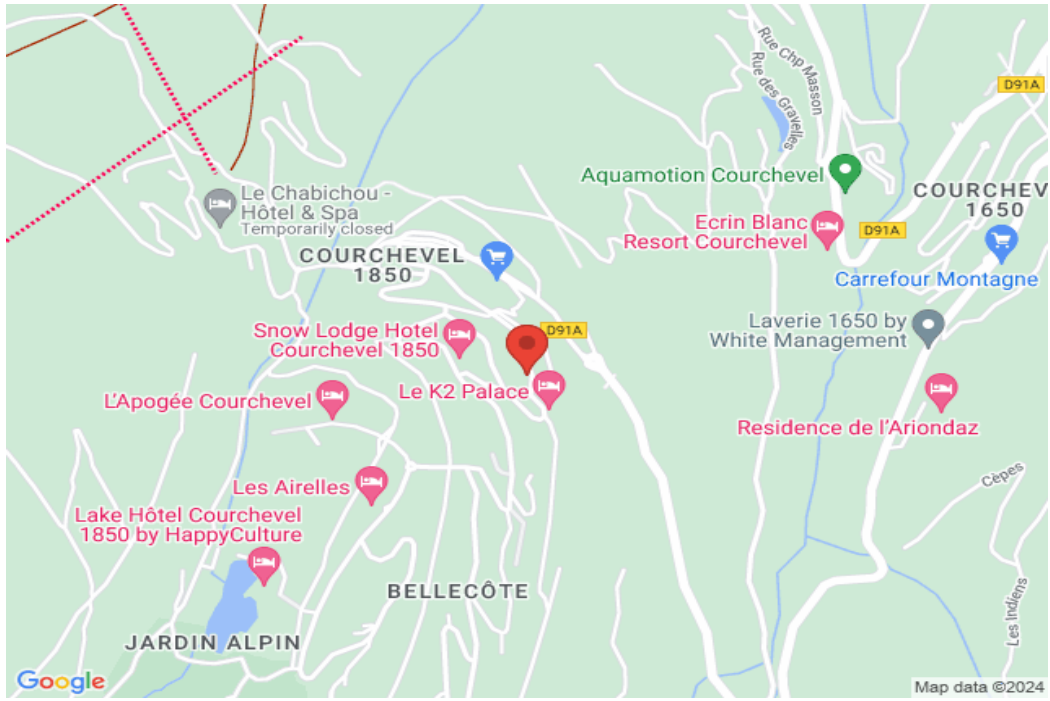 Rue Chp Masson
Rue des Gravelles
D91A
Aquamotion Courchevel
COURCHEV
1650
Le Chabichou -
Hôtel & Spa
Temporarily closed
Ecrin Blanc
Resort Courchevel
D91A
COURCHEVEL
1850
Carrefour Montagne
Snow Lodge Hotel
Courchevel 1850
D91A
Laverie 1650 by
White Management
Le K2 Palace
L'Apogée Courchevel
Residence de l'Ariondaz
Les Airelles
Cèpes
Lake Hôtel Courchevel
1850 by HappyCulture
BELLECÔTE
Les Indiens
JARDIN ALPIN
Google
Map data ©2024